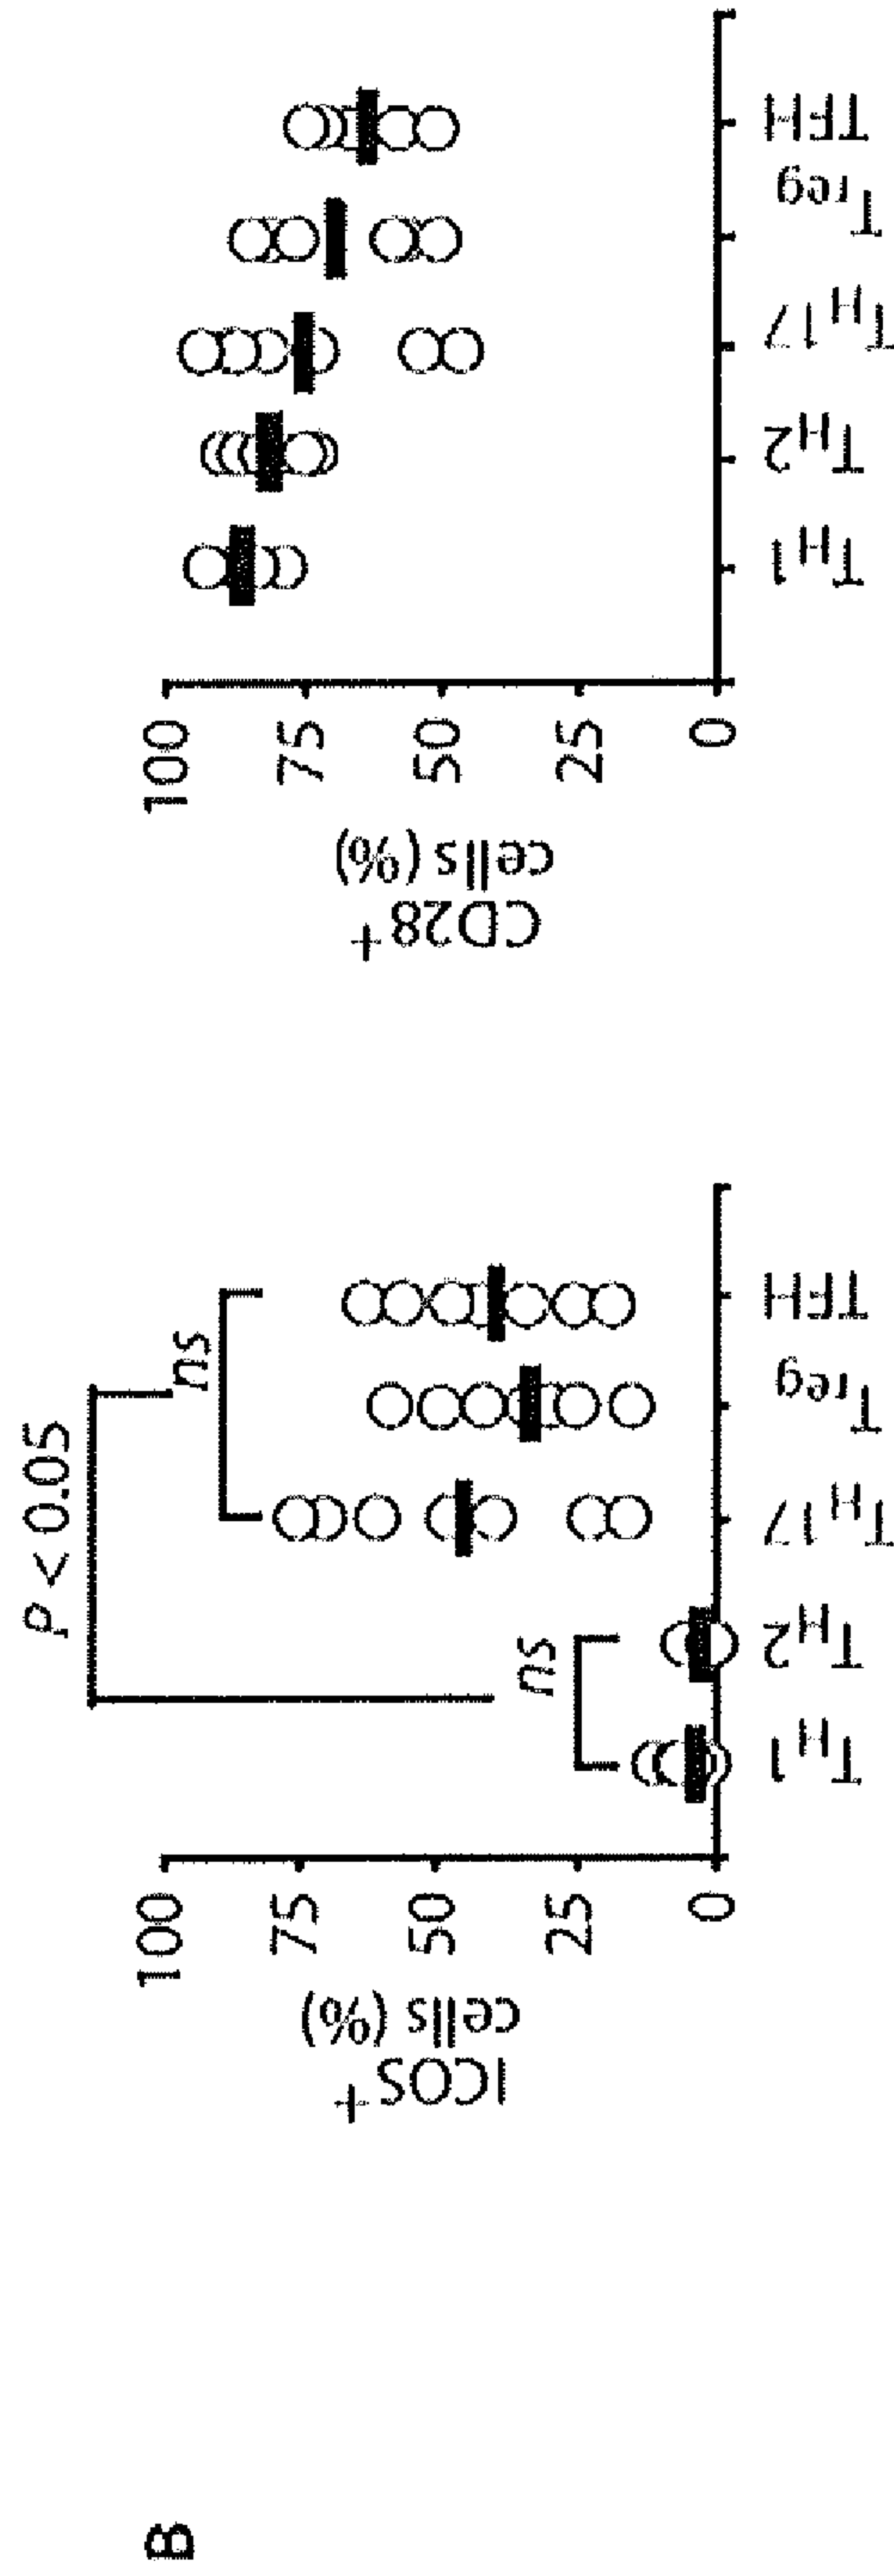 B
P < 0.05
ns
ns
100
75
50
25
0
ICOS+
cells (%)
TH1
TH2
TH17
Treg
TFH
100
75
50
25
0
CD28+
cells (%)
TH1
TH2
TH17
Treg
TFH